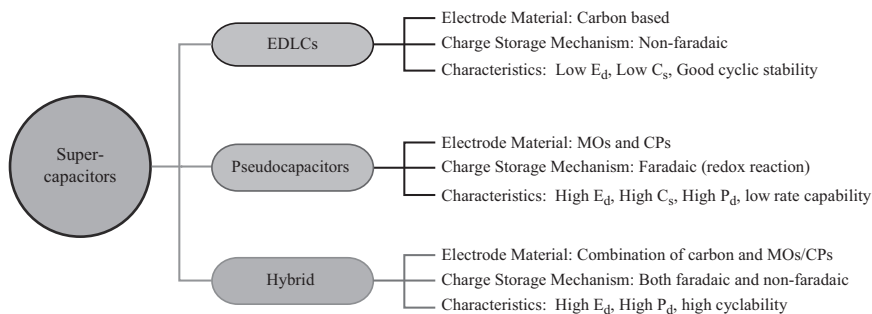 Super-
capacitors
EDLCs
Electrode Material: Carbon based
Charge Storage Mechanism: Non-faradaic
Characteristics: Low Ed, Low Cs, Good cyclic stability
Pseudocapacitors
Electrode Material: MOs and CPs
Charge Storage Mechanism: Faradaic (redox reaction)
Characteristics: High Ed, High Cs, High Pd, low rate capability
Hybrid
Electrode Material: Combination of carbon and MOs/CPs
Charge Storage Mechanism: Both faradaic and non-faradaic
Characteristics: High Ed, High Pd, high cyclability